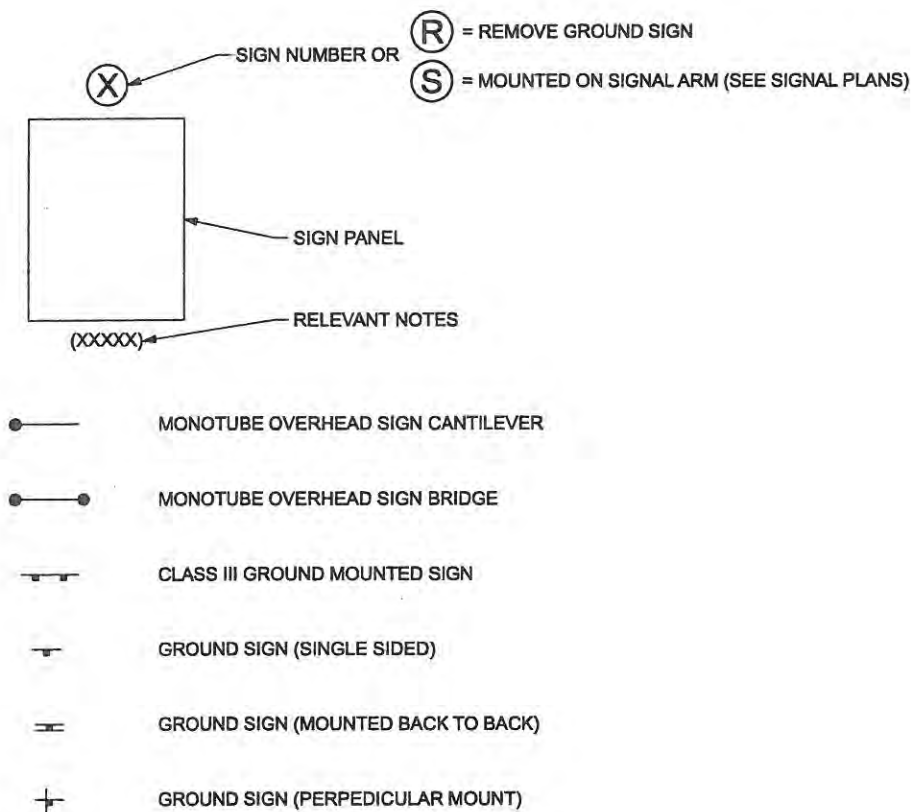 R = REMOVE GROUND SIGN
SIGN NUMBER OR
X
S = MOUNTED ON SIGNAL ARM (SEE SIGNAL PLANS)
SIGN PANEL
RELEVANT NOTES
(XXXXX)
MONOTUBE OVERHEAD SIGN CANTILEVER
MONOTUBE OVERHEAD SIGN BRIDGE
CLASS III GROUND MOUNTED SIGN
GROUND SIGN (SINGLE SIDED)
GROUND SIGN (MOUNTED BACK TO BACK)
GROUND SIGN (PERPEDICULAR MOUNT)